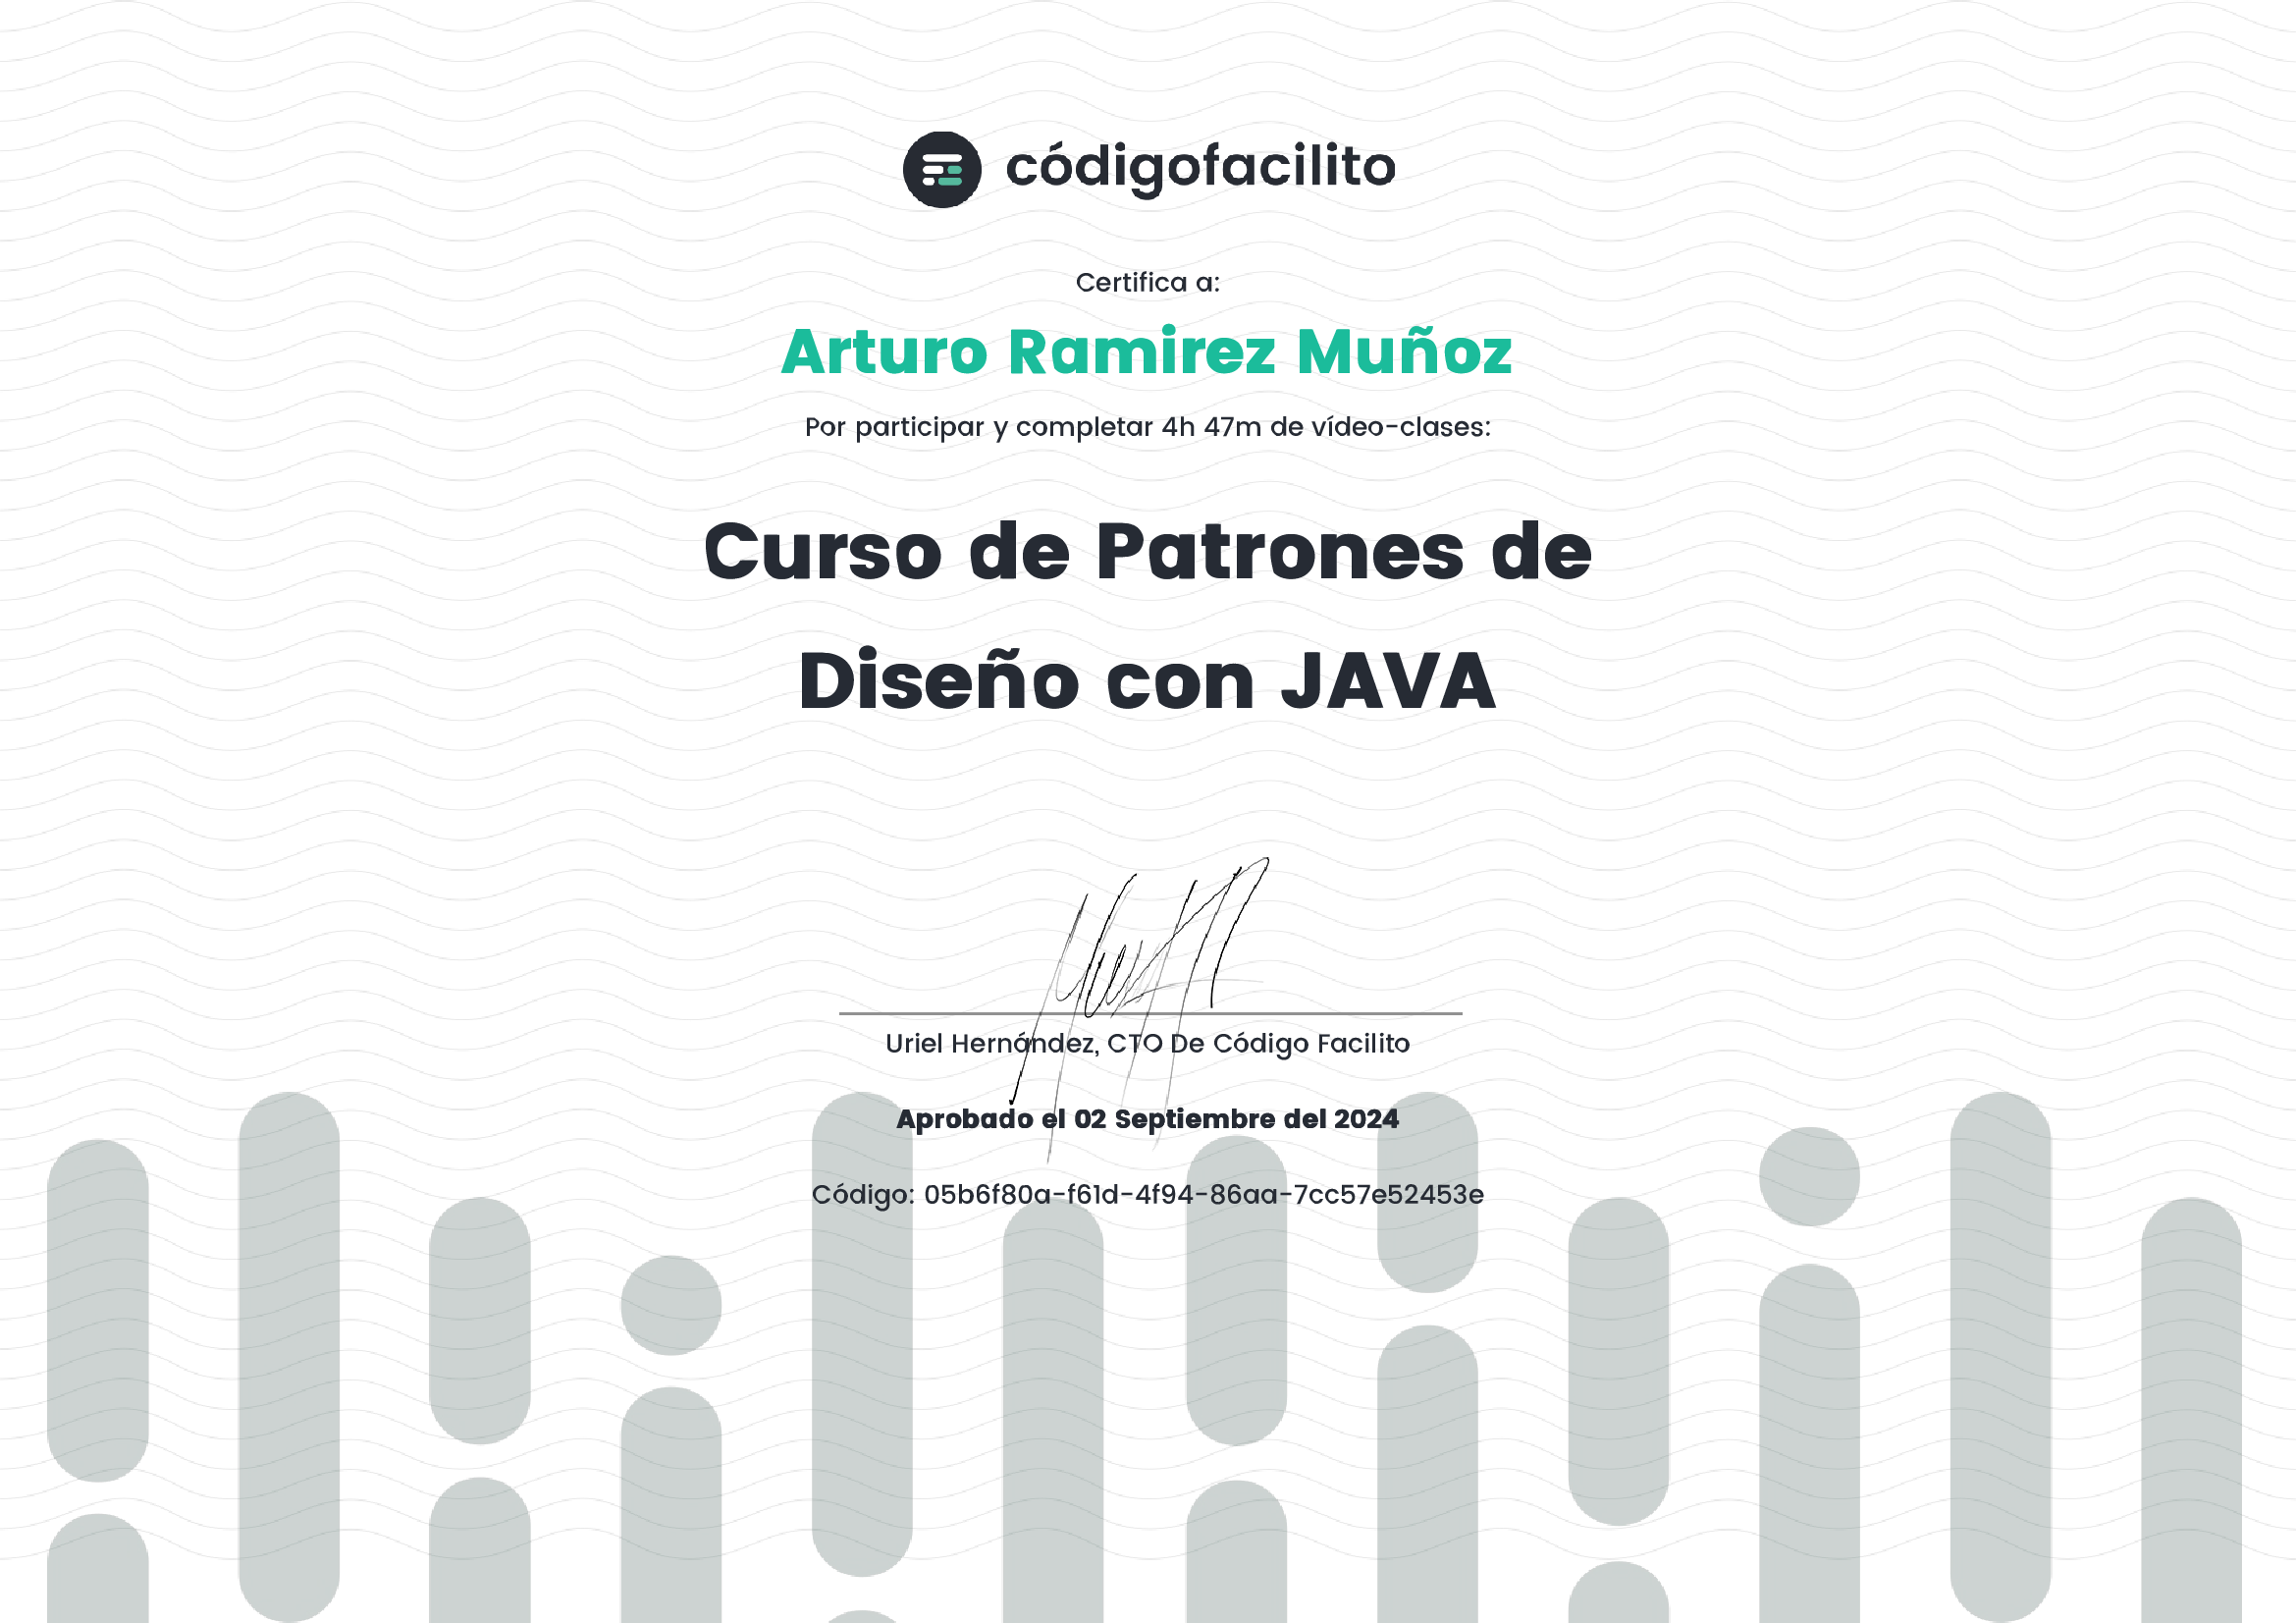 códigofacilito
Certifica a:
Arturo Ramirez Muñoz
Por participar y completar 4h 47m de vídeo-clases:
Curso de Patrones de
Diseño con JAVA
Uriel Hernández, CTO De Código Facilito
Aprobado el 02 Septiembre del 2024
Código: 05b6f80a-f61d-4f94-86aa-7cc57e52453e